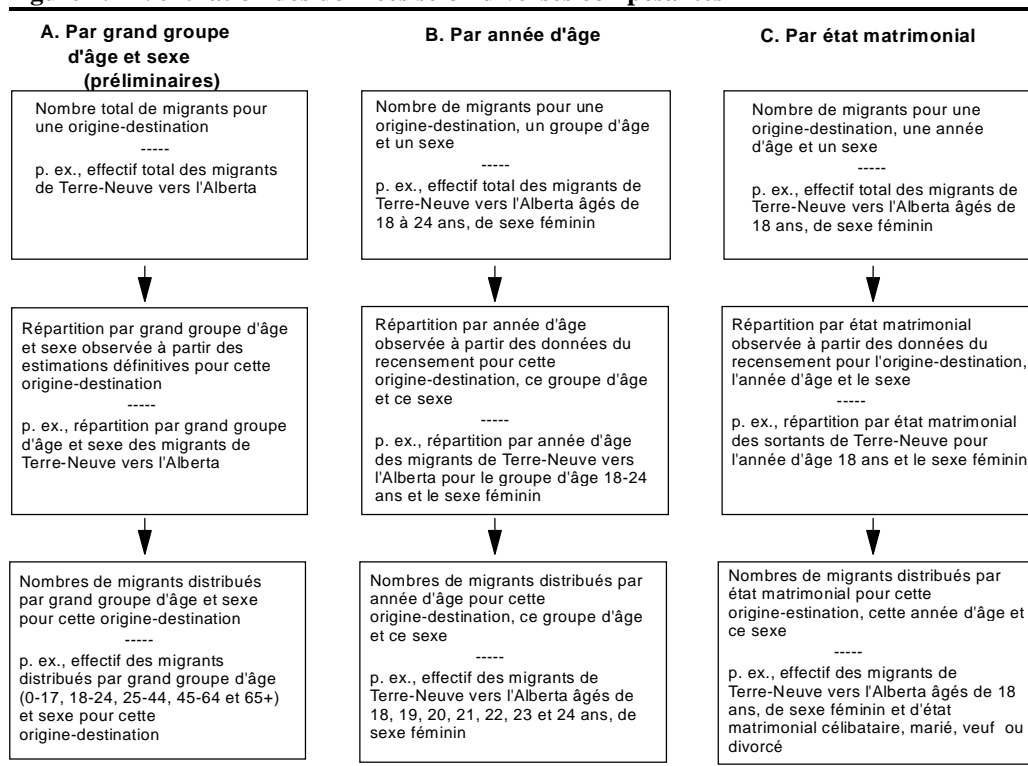 A. Par grand groupe
d'âge et sexe
(préliminaires)
Nombre total de migrants pour
une origine-destination
-----
p. ex., effectif total des migrants
de Terre-Neuve vers l'Alberta
Répartition par grand groupe d'âge
et sexe observée à partir des
estimations définitives pour cette
origine-destination
-----
p. ex., répartition par grand groupe
d'âge et sexe des migrants de
Terre-Neuve vers l'Alberta
Nombres de migrants distribués
par grand groupe d'âge et sexe
pour cette origine-destination
-----
p. ex., effectif des migrants
distribués par grand groupe d'âge
(0-17, 18-24, 25-44, 45-64 et 65+)
et sexe pour cette
origine-destination
B. Par année d'âge
Nombre de migrants pour une
origine-destination, un groupe d'âge
et un sexe
-----
p. ex., effectif total des migrants de
Terre-Neuve vers l'Alberta âgés de
18 à 24 ans, de sexe féminin
Répartition par année d'âge
observée à partir des données du
recensement pour cette
origine-destination, ce groupe d'âge
et ce sexe
-----
p. ex., répartition par année d'âge
des migrants de Terre-Neuve vers
l'Alberta pour le groupe d'âge 18-24
ans et le sexe féminin
Nombres de migrants distribués par
année d'âge pour cette
origine-destination, ce groupe d'âge
et ce sexe
-----
p. ex., effectif des migrants de
Terre-Neuve vers l'Alberta âgés de
18, 19, 20, 21, 22, 23 et 24 ans, de
sexe féminin
C. Par état matrimonial
Nombre de migrants pour une
origine-destination, une année
d'âge et un sexe
-----
p. ex., effectif total des migrants de
Terre-Neuve vers l'Alberta âgés de
18 ans, de sexe féminin
Répartition par état matrimonial
observée à partir des données du
recensement pour l'origine-destination,
l'année d'âge et le sexe
-----
p. ex., répartition par état matrimonial
des sortants de Terre-Neuve pour
l'année d'âge 18 ans et le sexe féminin
Nombres de migrants distribués par
état matrimonial pour cette
origine-estination, cette année d'âge et
ce sexe
-----
p. ex., effectif des migrants de
Terre-Neuve vers l'Alberta âgés de 18
ans, de sexe féminin et d'état
matrimonial célibataire, marié, veuf ou
divorcé